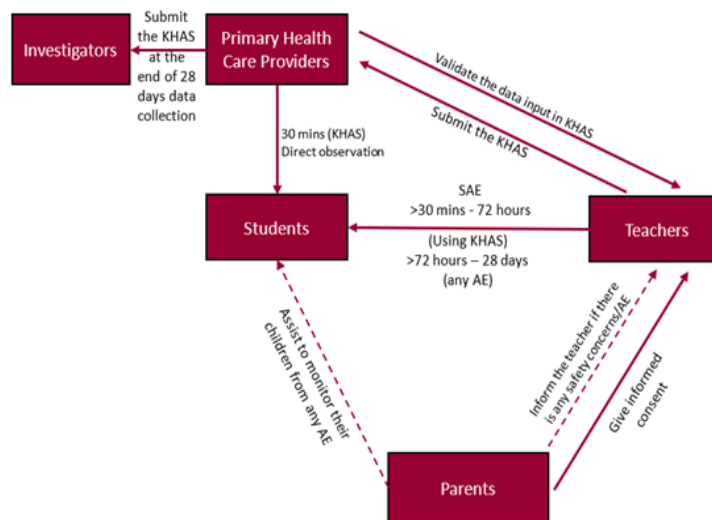 Investigators
Submit
the KHAS
at the
end of 28
days data
collection
Primary Health
Care Providers
Validate the data input in KHAS
Submit the KHAS
30 mins (KHAS)
Direct observation
Students
SAE
>30 mins - 72 hours
(Using KHAS)
>72 hours – 28 days
(any AE)
Teachers
Assist to monitor their
children from any AE
Inform the teacher if there
is any safety concerns/AE
Give informed
consent
Parents